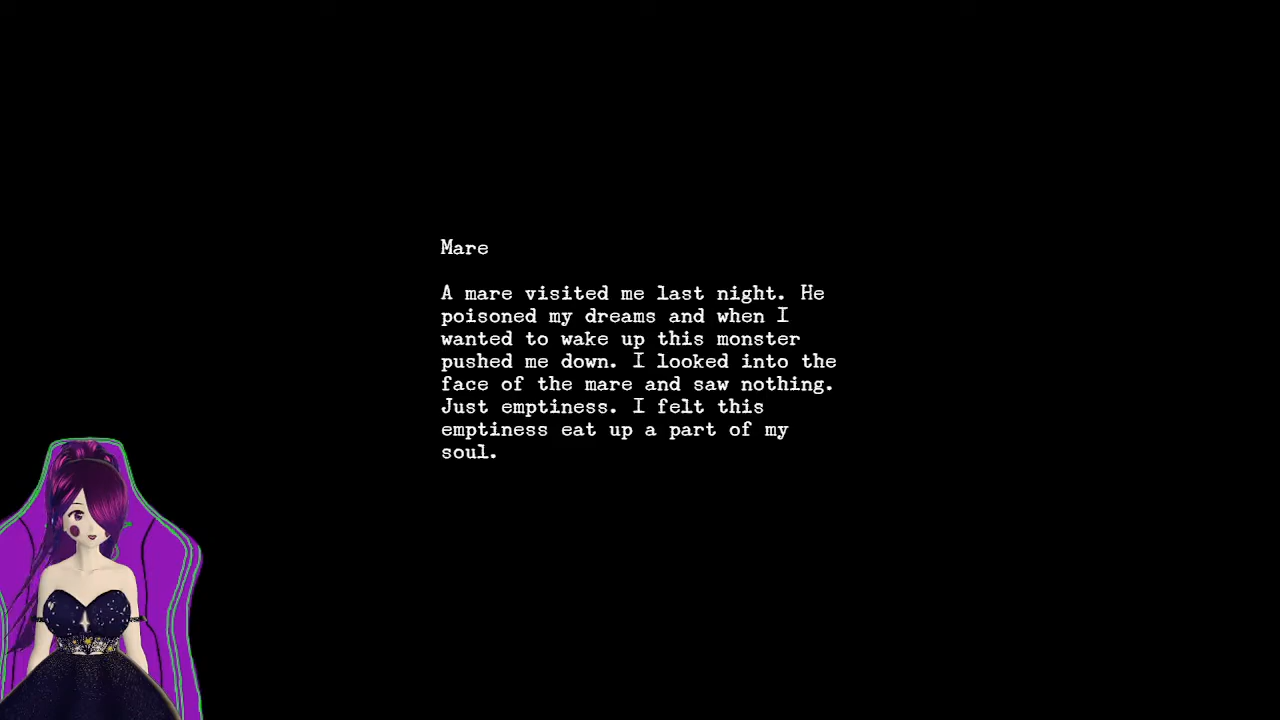 Mare
A mare visited me last night. He
poisoned my dreams and when I
wanted to wake up this monster
pushed me down. I looked into the
face of the mare and saw nothing.
Just emptiness. I felt this
emptiness eat up a part of my
soul.